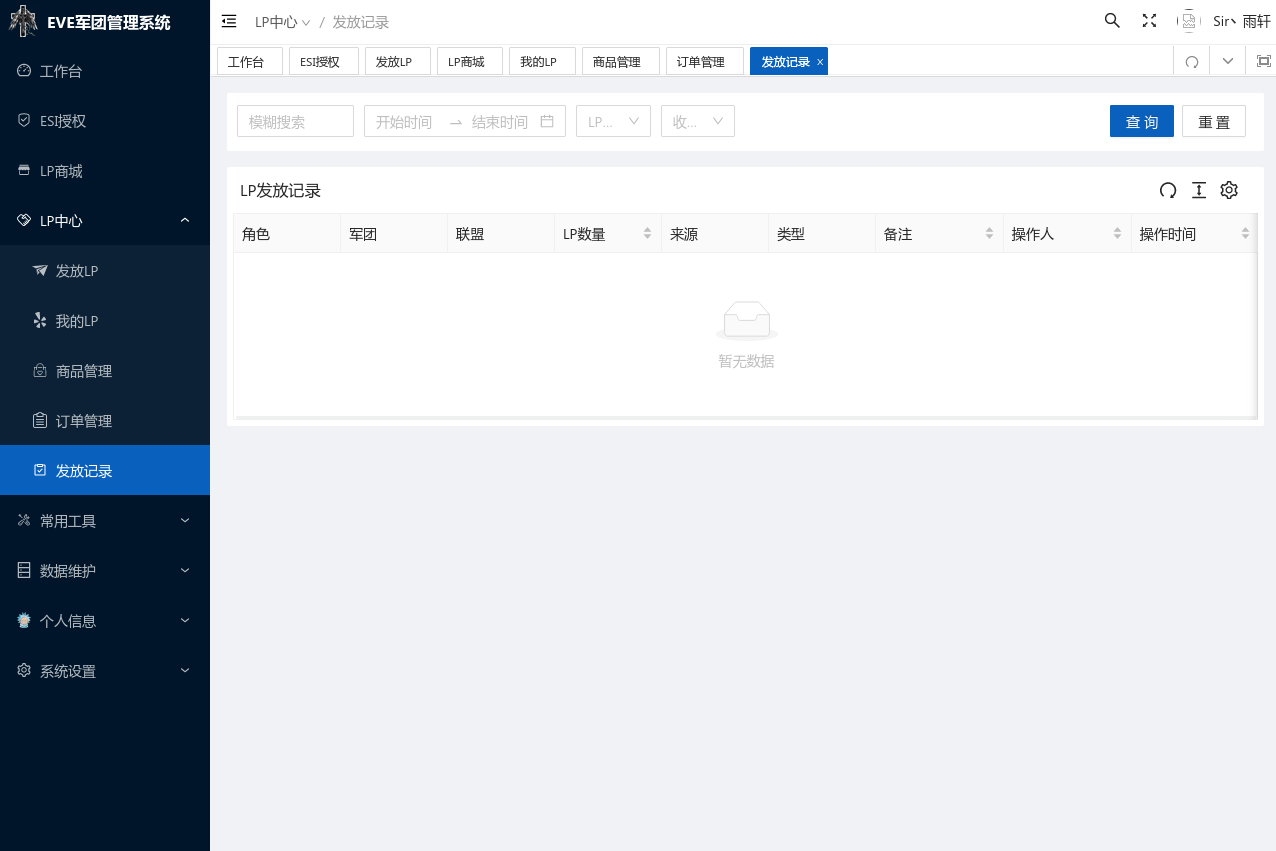 EVE军团管理系统
LP中心 / 发放记录
Sir丶雨轩
工作台 ESI授权 发放LP LP商城 我的LP 商品管理 订单管理 发放记录 x
工作台
ESI授权
LP商城
LP中心
发放LP
我的LP
商品管理
订单管理
发放记录
常用工具
数据维护
个人信息
系统设置
模糊搜索 开始时间 结束时间 LP... 收... 查 询 重 置
LP发放记录
角色 军团 联盟 LP数量 来源 类型 备注 操作人 操作时间
暂无数据